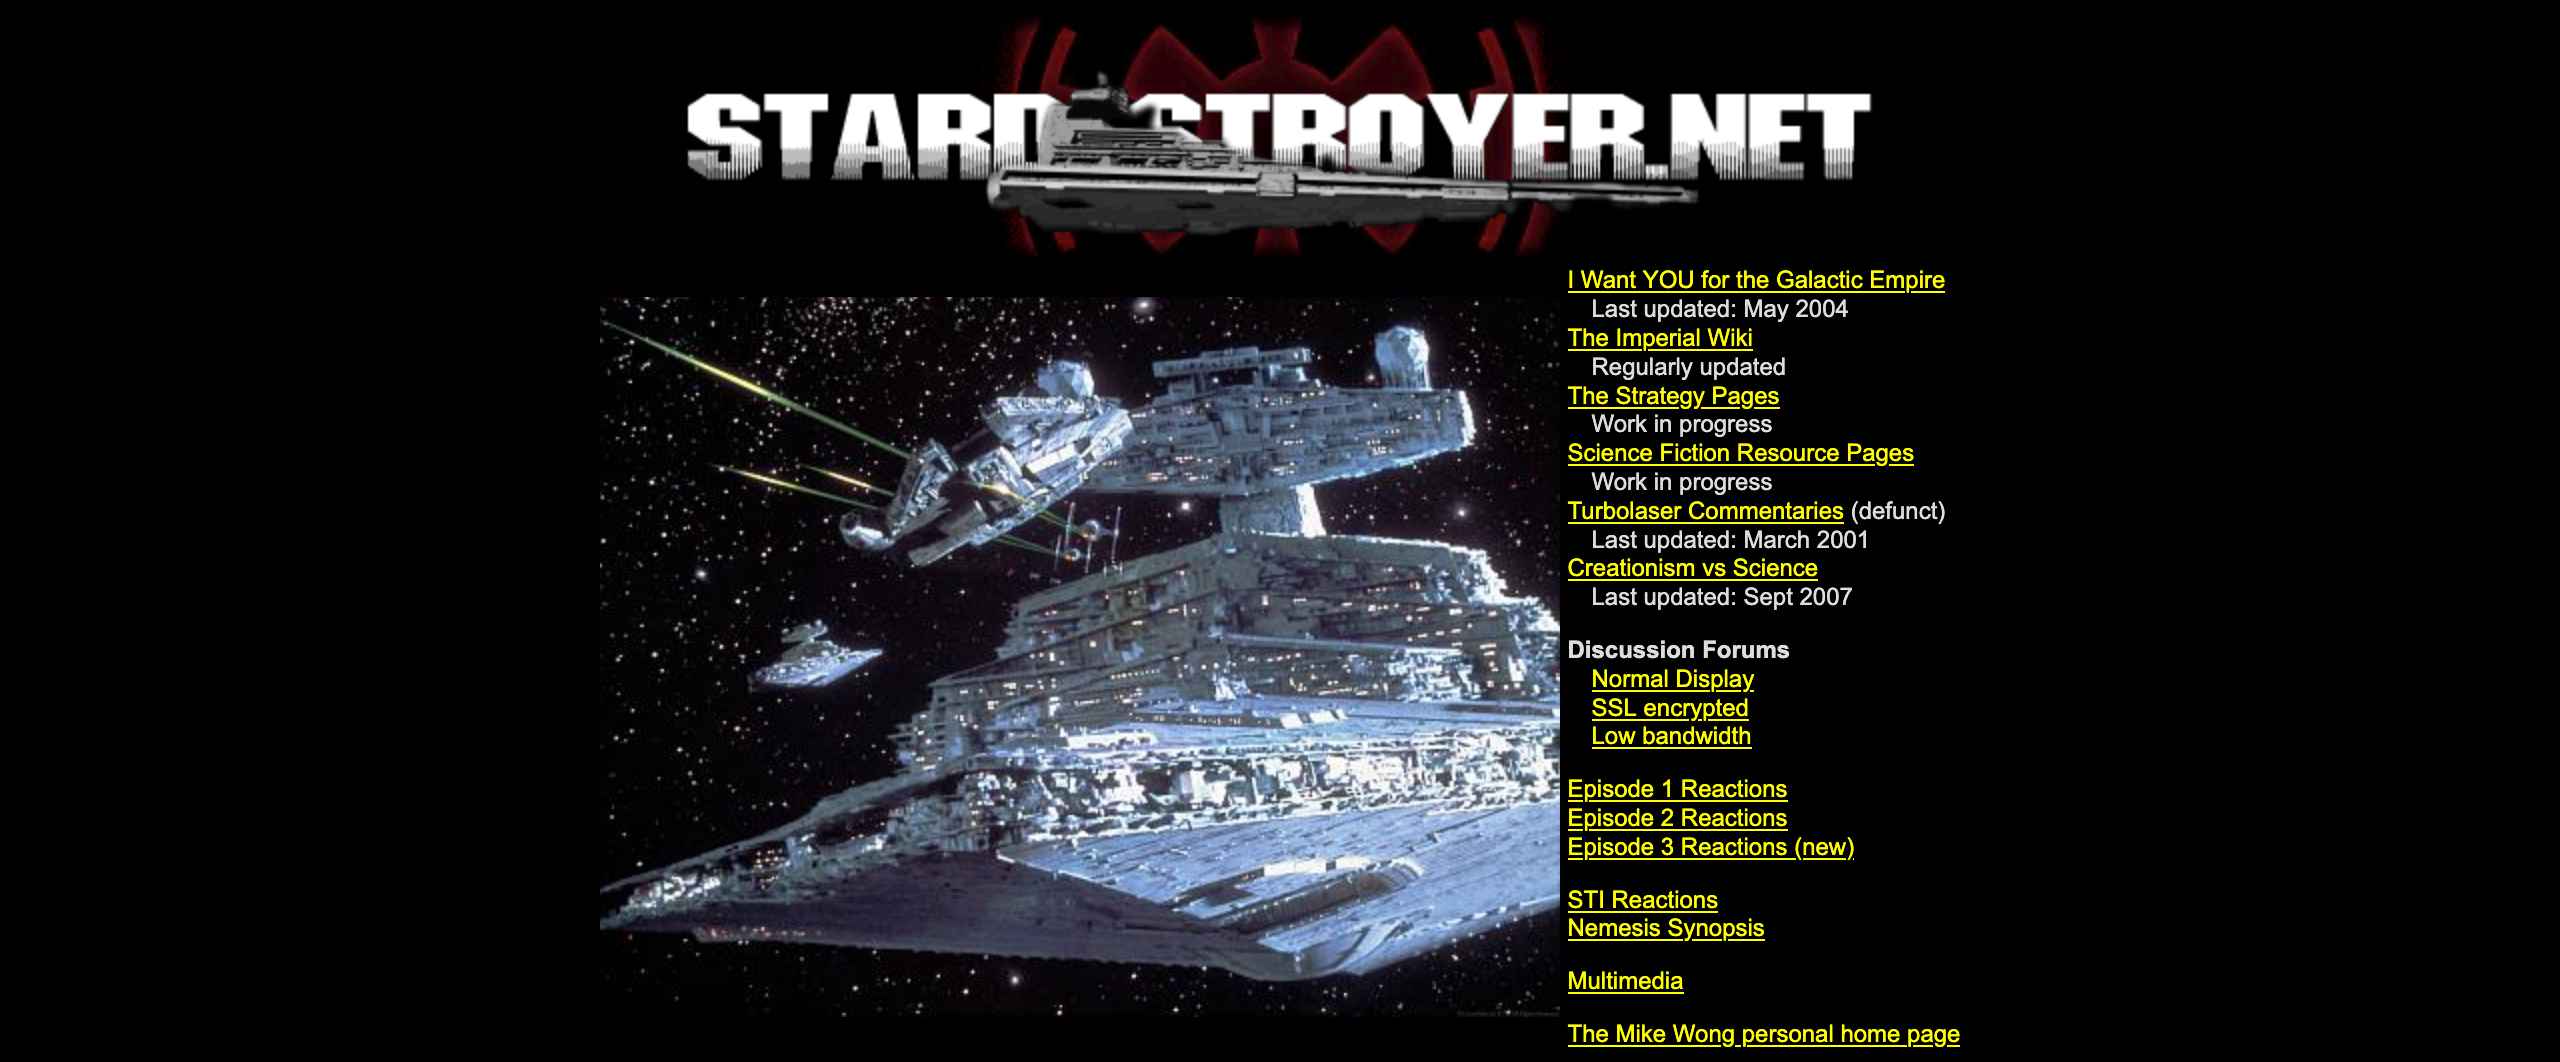 STARDESTROYER.NET
I Want YOU for the Galactic Empire
Last updated: May 2004
The Imperial Wiki
Regularly updated
The Strategy Pages
Work in progress
Science Fiction Resource Pages
Work in progress
Turbolaser Commentaries (defunct)
Last updated: March 2001
Creationism vs Science
Last updated: Sept 2007
Discussion Forums
Normal Display
SSL encrypted
Low bandwidth
Episode 1 Reactions
Episode 2 Reactions
Episode 3 Reactions (new)
STI Reactions
Nemesis Synopsis
Multimedia
The Mike Wong personal home page